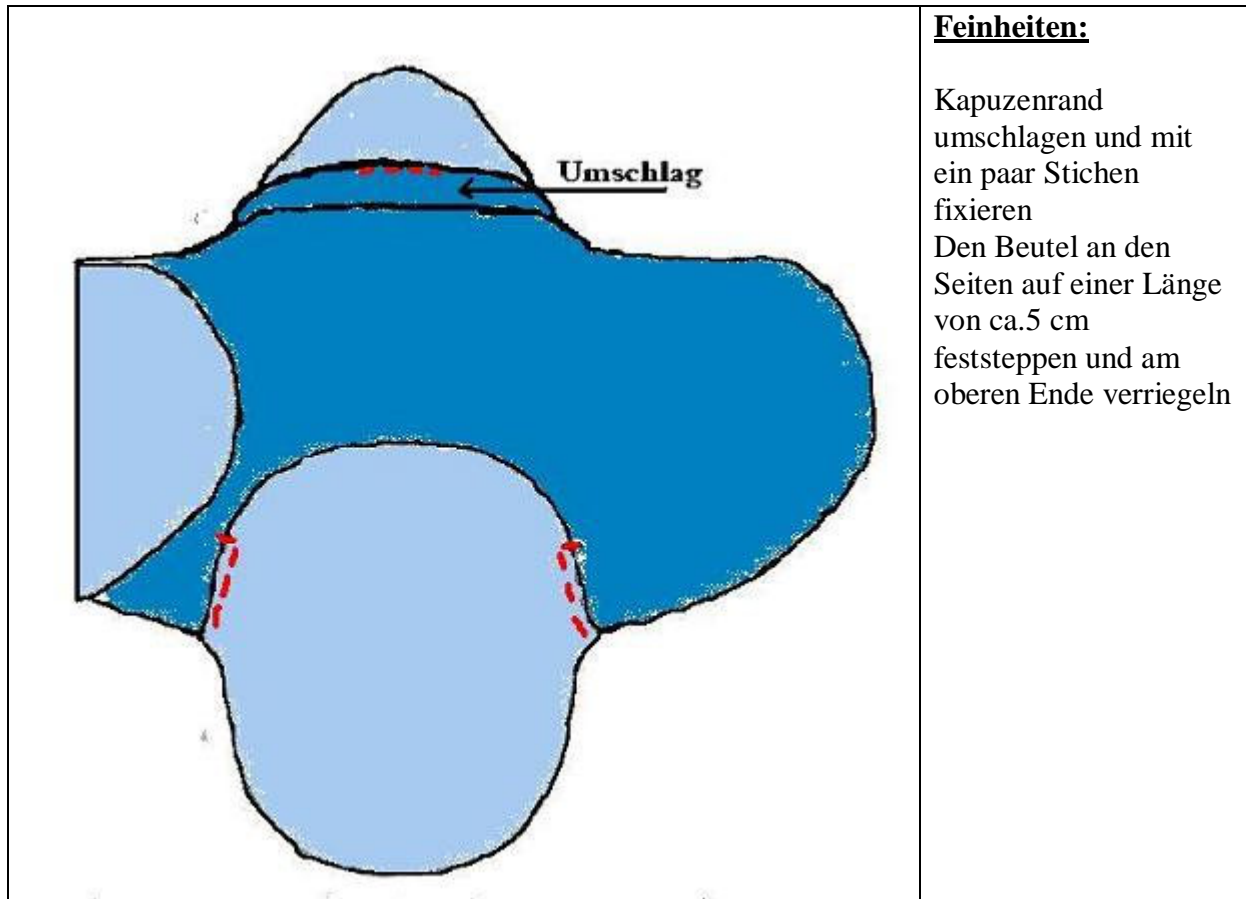 Umschlag
Feinheiten:
Kapuzenrand
umschlagen und mit
ein paar Stichen
fixieren
Den Beutel an den
Seiten auf einer Länge
von ca.5 cm
feststeppen und am
oberen Ende verriegeln